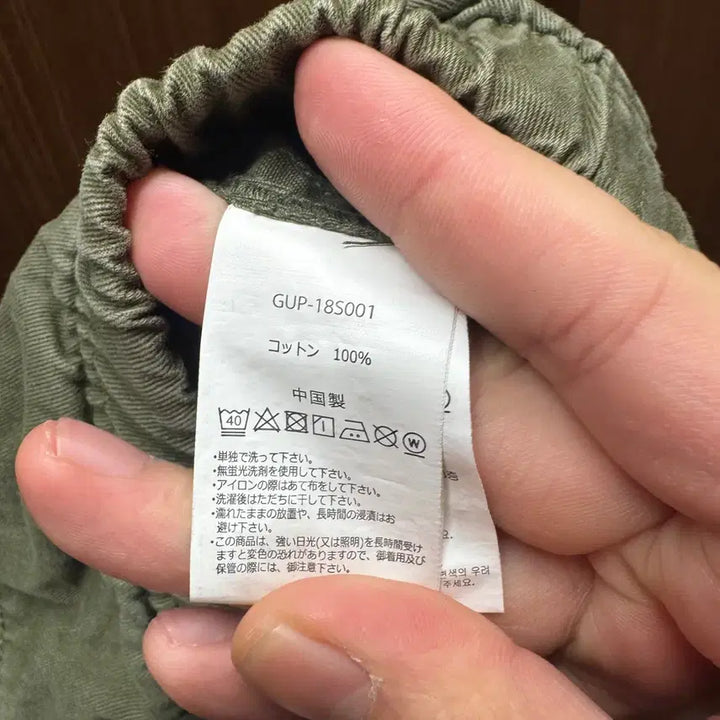 GUP-18S001
コットン 100%
中国製
40
W
・単独で洗って下さい。
・無蛍光洗剤を使用して下さい。
・アイロンの際はあて布をして下さい。
・洗濯後はただちに干して下さい。
・濡れたままの放置や、長時間の浸漬はお
避け下さい。
・この商品は、強い日光(又は照明)を長時間受け
ますと変色の恐れがありますので、御着用及び
保管の際には、御注意下さい。
색의 우려
주세요.